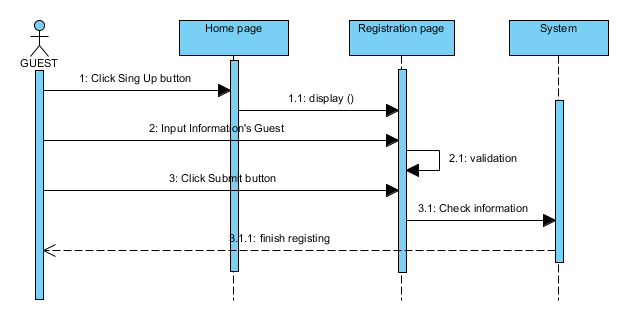 Home page
Registration page
System
GUEST
1: Click Sing Up button
1.1: display ()
2: Input Information's Guest
2.1: validation
3: Click Submit button
3.1: Check information
3.1.1: finish registing